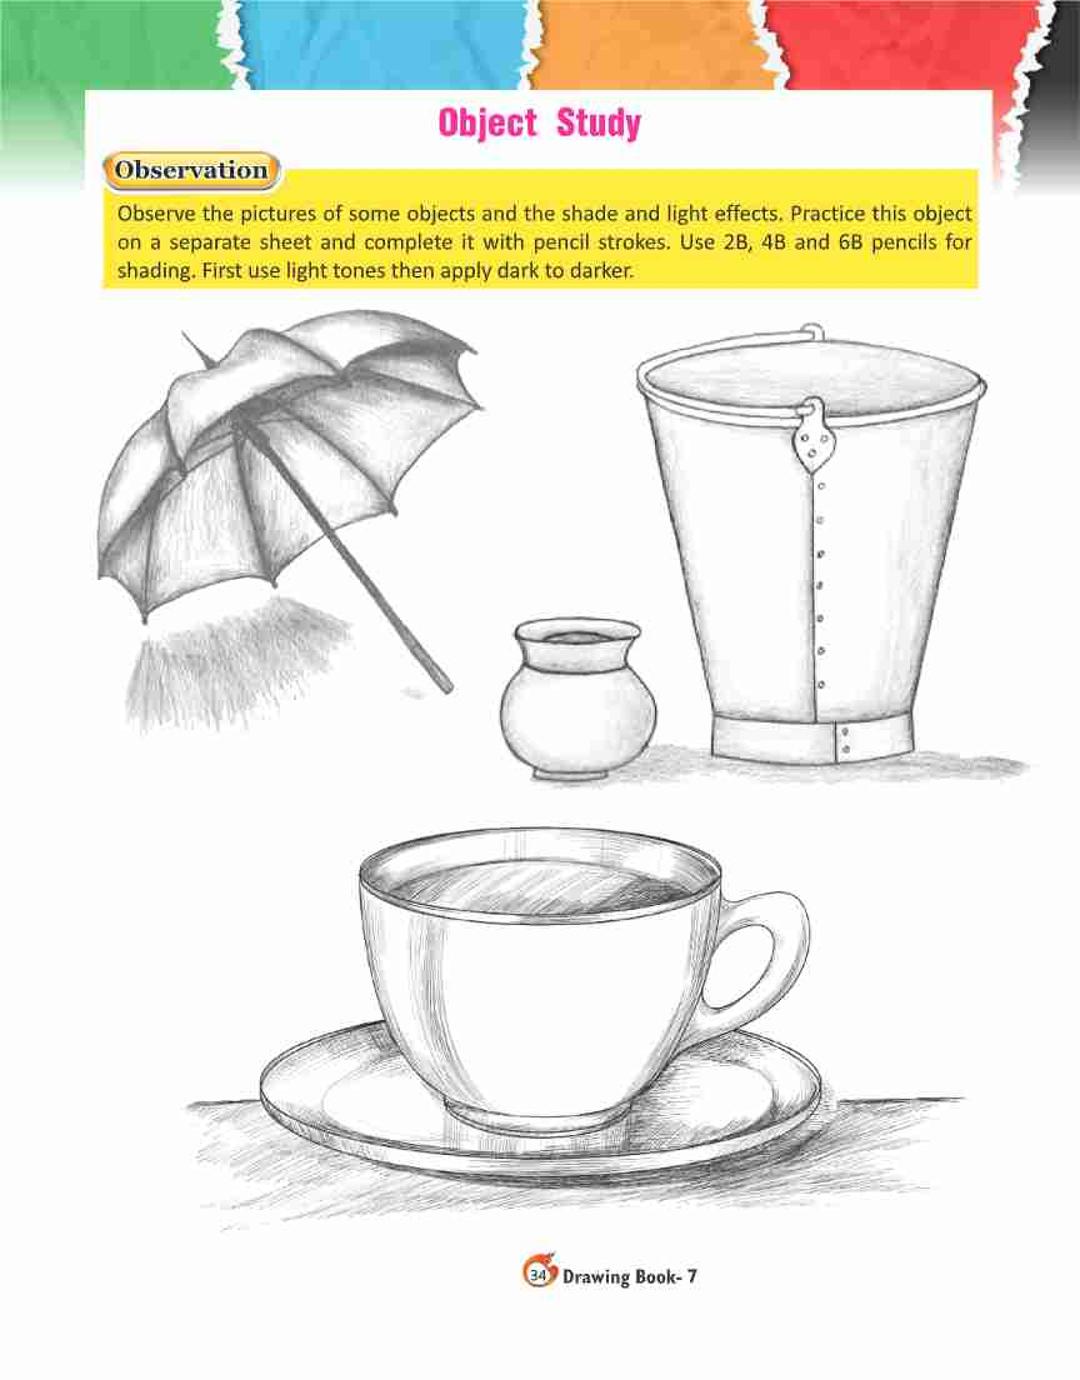 Object Study
Observation
Observe the pictures of some objects and the shade and light effects. Practice this object
on a separate sheet and complete it with pencil strokes. Use 2B, 4B and 6B pencils for
shading. First use light tones then apply dark to darker.
34 Drawing Book- 7